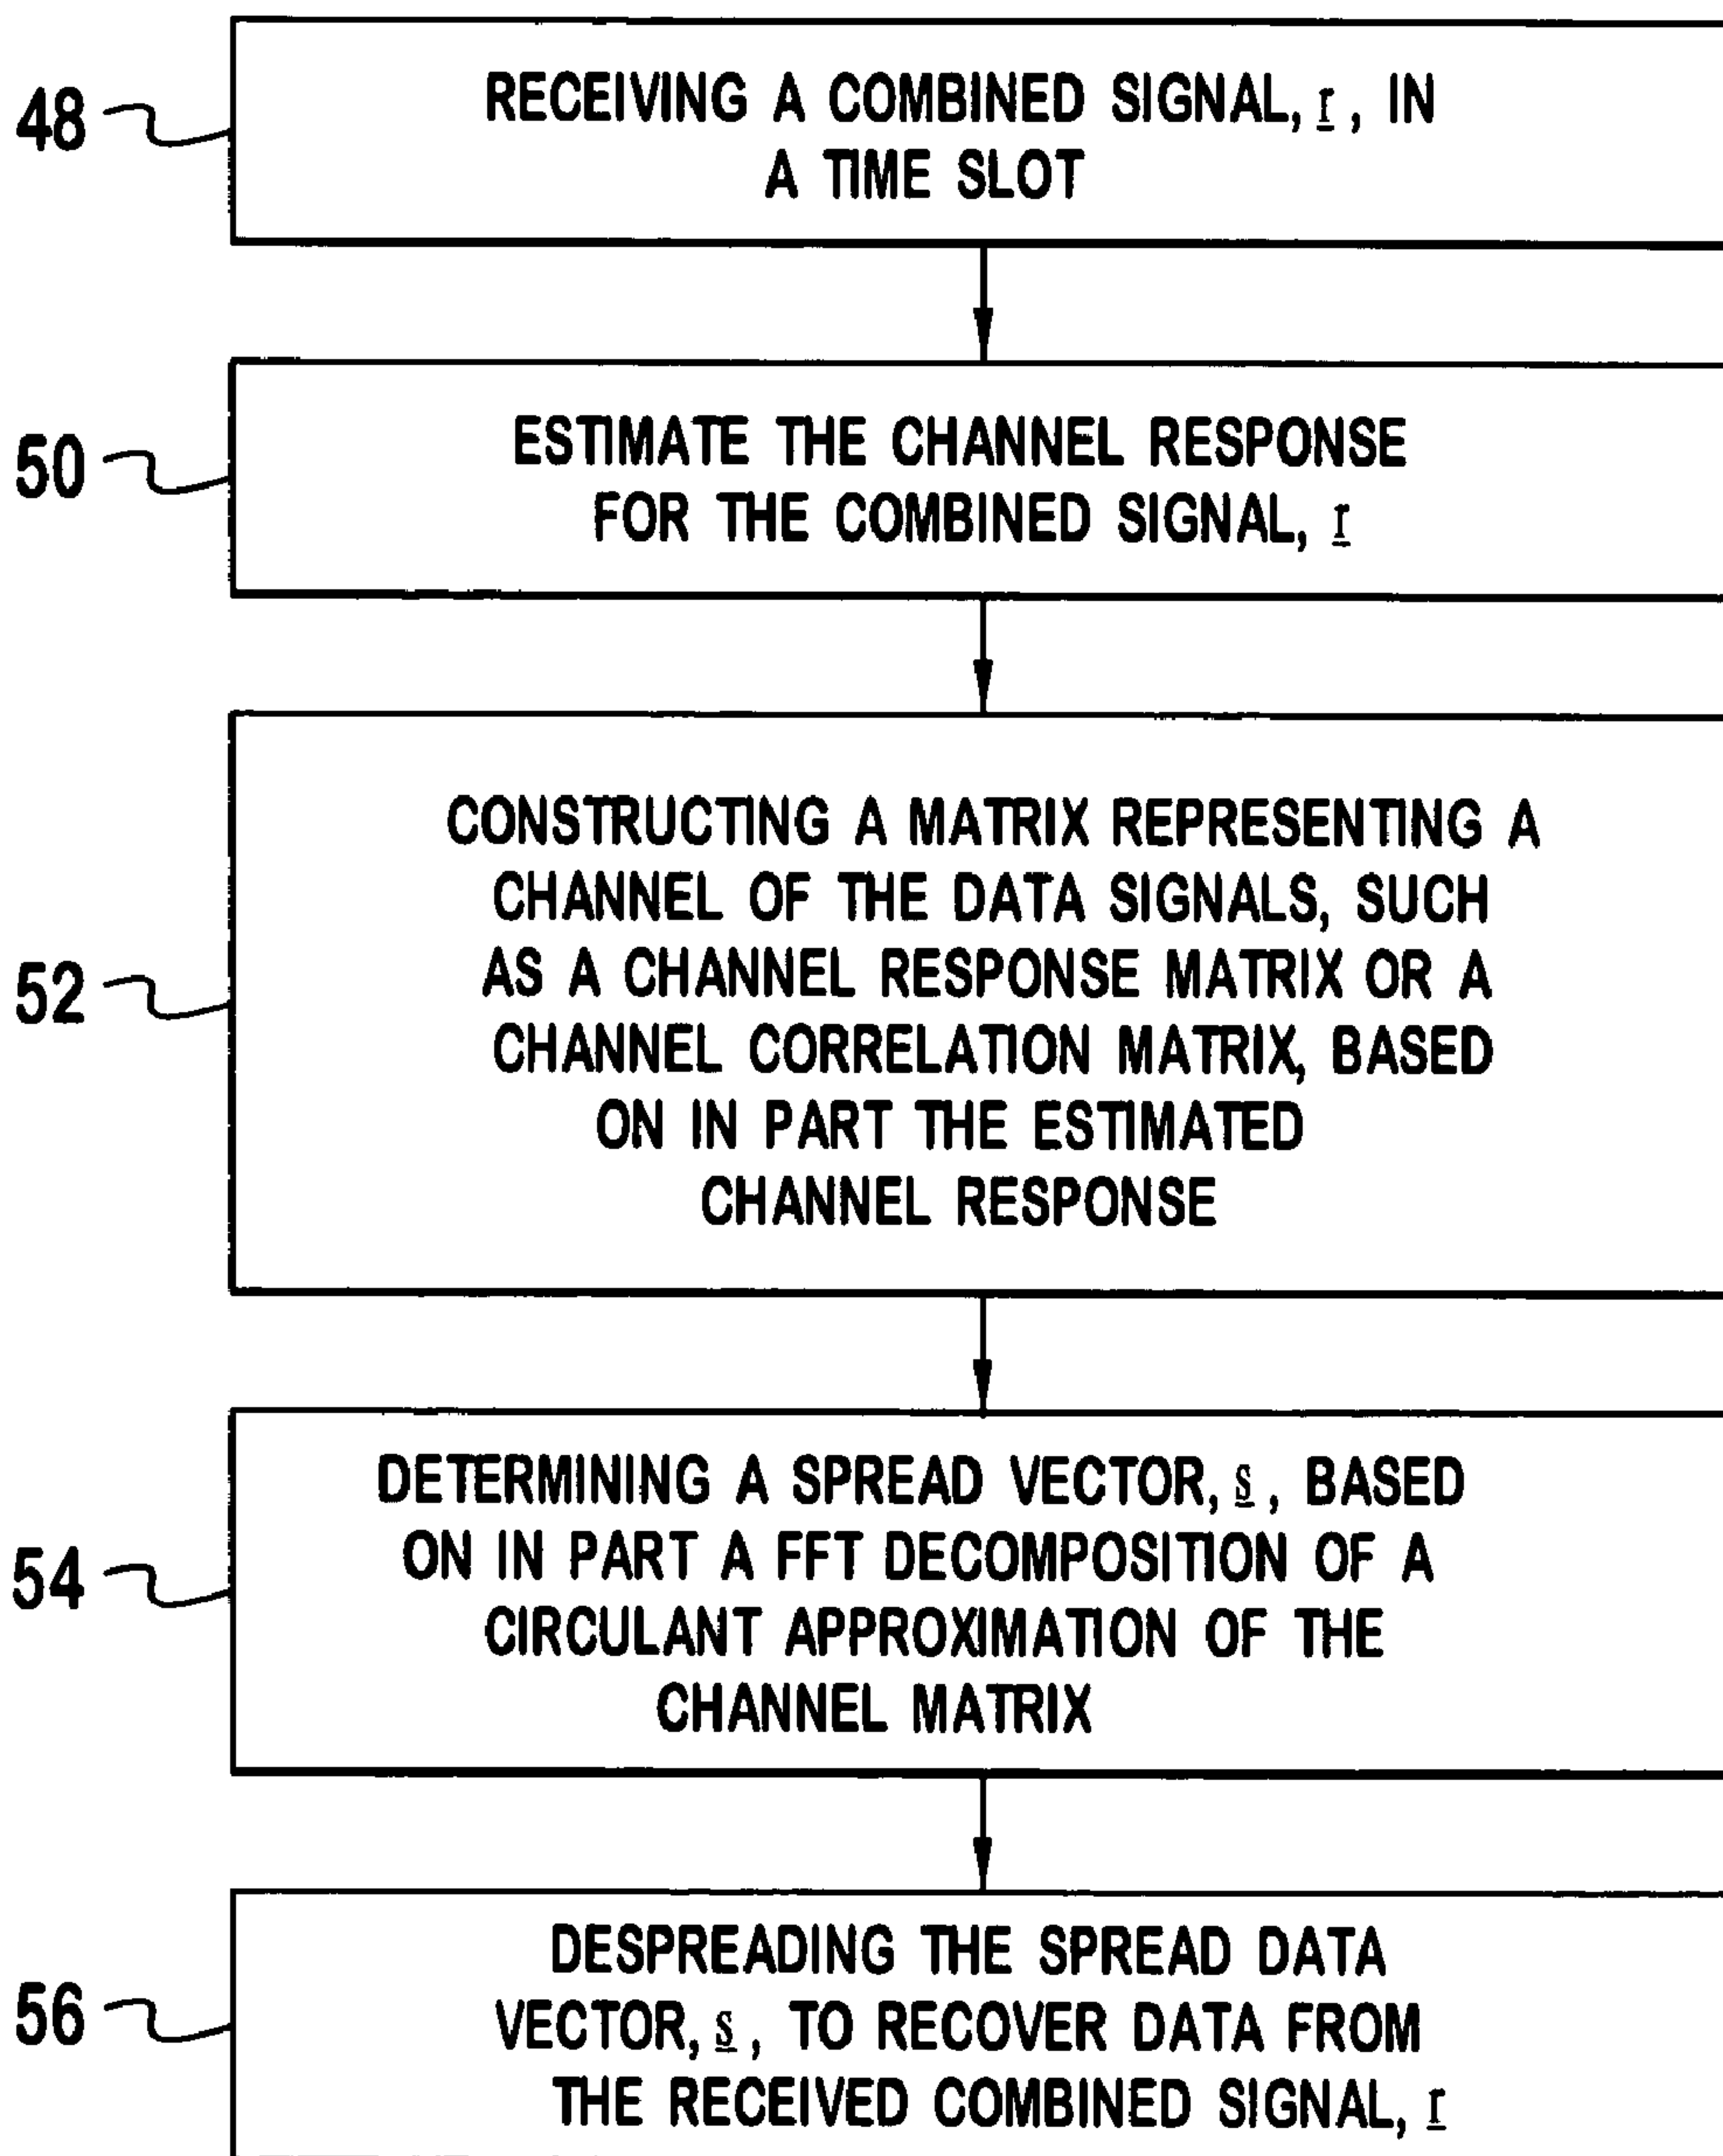 48
RECEIVING A COMBINED SIGNAL, r, IN
A TIME SLOT
50
ESTIMATE THE CHANNEL RESPONSE
FOR THE COMBINED SIGNAL, r
52
CONSTRUCTING A MATRIX REPRESENTING A
CHANNEL OF THE DATA SIGNALS, SUCH
AS A CHANNEL RESPONSE MATRIX OR A
CHANNEL CORRELATION MATRIX, BASED
ON IN PART THE ESTIMATED
CHANNEL RESPONSE
54
DETERMINING A SPREAD VECTOR, s, BASED
ON IN PART A FFT DECOMPOSITION OF A
CIRCULANT APPROXIMATION OF THE
CHANNEL MATRIX
56
DESPREADING THE SPREAD DATA
VECTOR, s, TO RECOVER DATA FROM
THE RECEIVED COMBINED SIGNAL, r